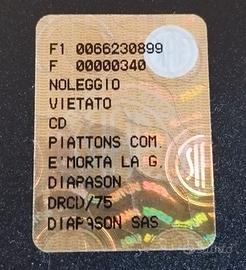 F1 0066230899
F 00000340
NOLEGGIO
VIETATO
CD
PIATTONS COM.
E'MORTA LA G.
DIAPASON
DRCD/75
DIAPASON SAS